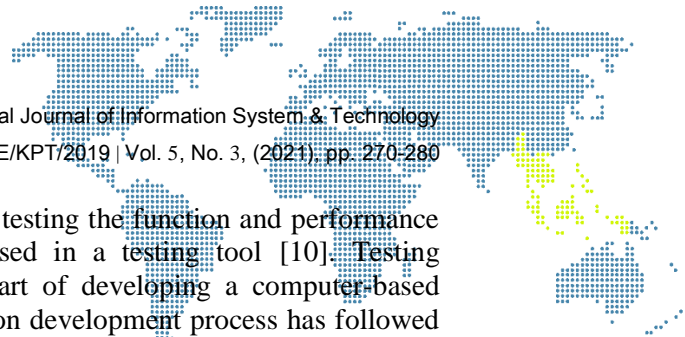 al Journal of Information System & Technology
E/KPT/2019 | Vol. 5, No. 3, (2021), pp. 270-280
testing the function and performance
sed in a testing tool [10]. Testing
art of developing a computer-based
on development process has followed